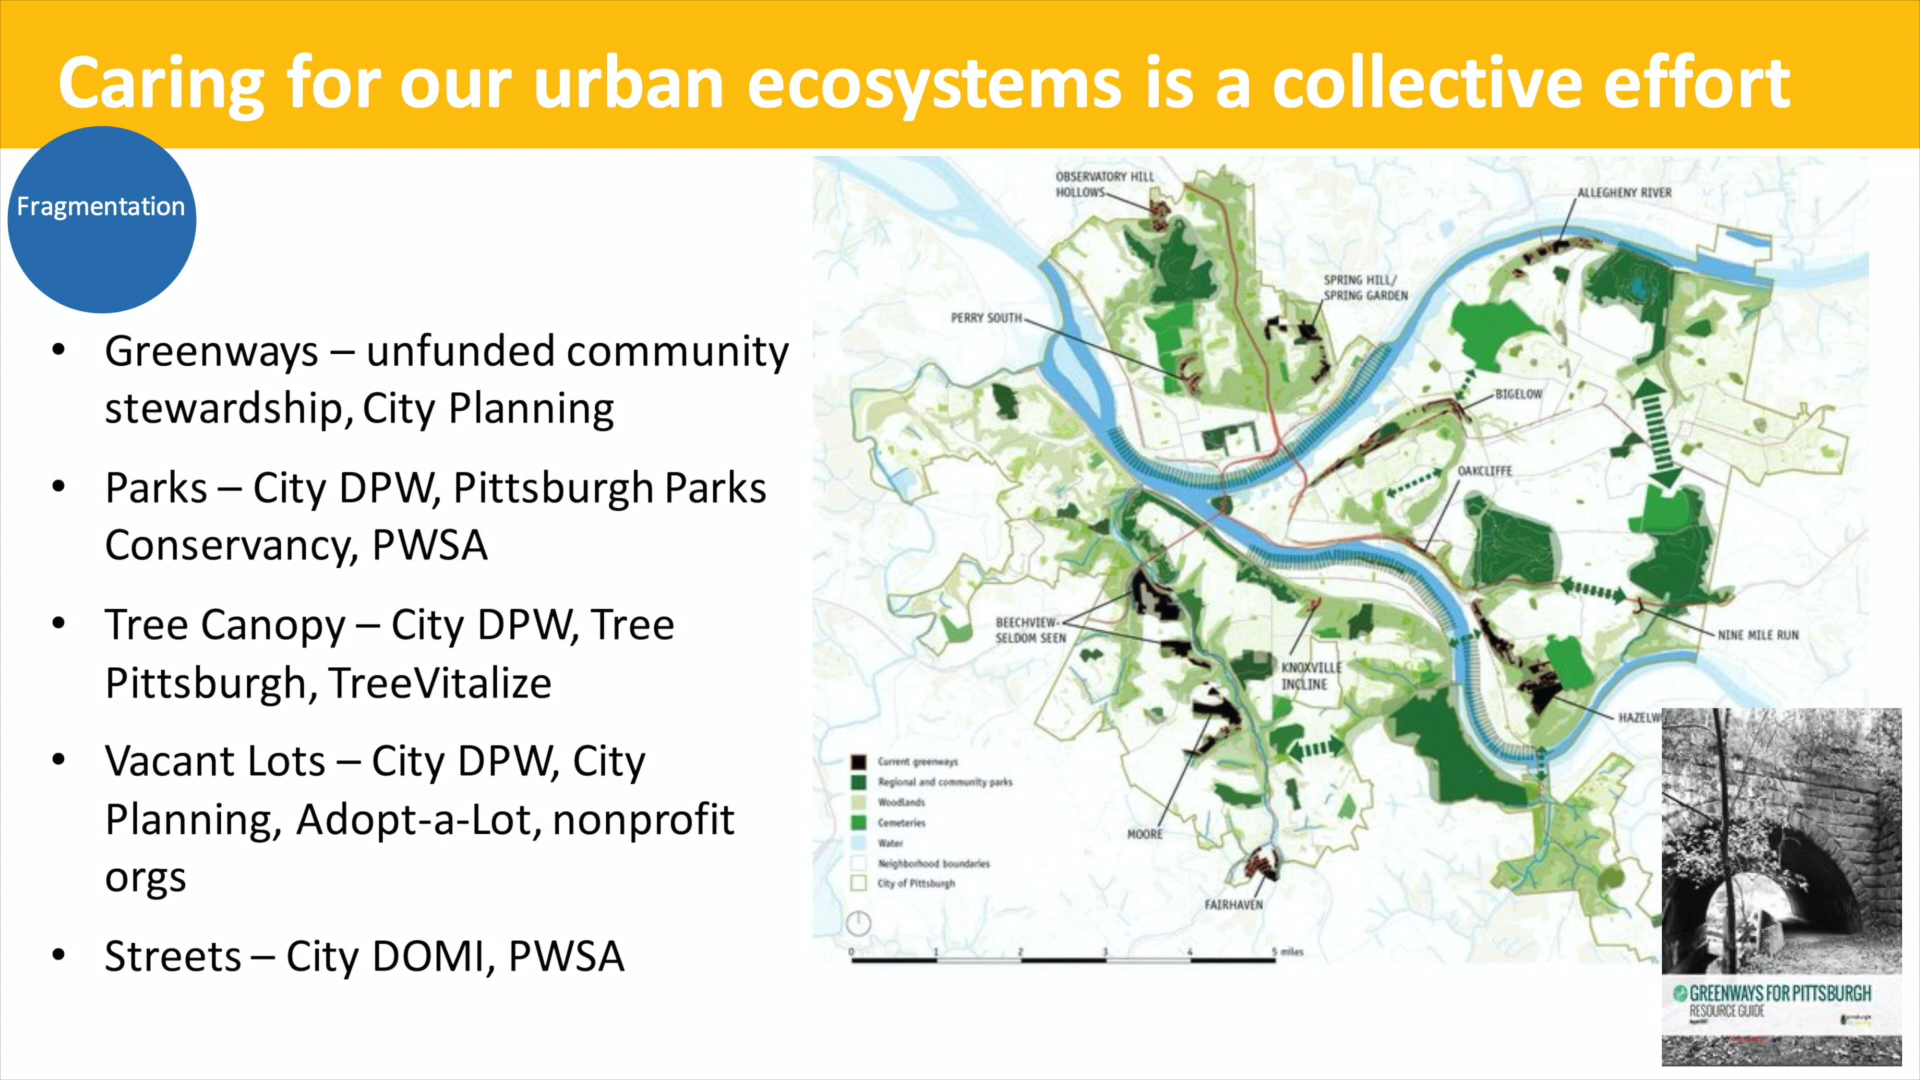 Caring for our urban ecosystems is a collective effort
Fragmentation
• Greenways – unfunded community
stewardship, City Planning
• Parks – City DPW, Pittsburgh Parks
Conservancy, PWSA
• Tree Canopy – City DPW, Tree
Pittsburgh, TreeVitalize
• Vacant Lots – City DPW, City
Planning, Adopt-a-Lot, nonprofit
orgs
• Streets – City DOMI, PWSA
OBSERVATORY HILL
HOLLOWS
ALLEGHENY RIVER
SPRING HILL/
SPRING GARDEN
PERRY SOUTH
BIGELOW
OAKCLIFFE
BEECHVIEW-
SELDOM SEEN
NINE MILE RUN
KNOXVILLE
INCLINE
HAZELW
MOORE
FAIRHAVEN
Current greenways
Regional and community parks
Woodlands
Cemeteries
Water
Neighborhood boundaries
City of Pittsburgh
0 1 2 3 4 5 miles
GREENWAYS FOR PITTSBURGH
RESOURCE GUIDE